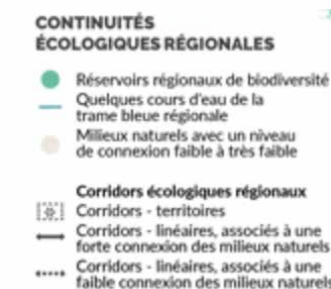 CONTINUITÉS
ÉCOLOGIQUES RÉGIONALES
Réservoirs régionaux de biodiversité
Quelques cours d'eau de la
trame bleue régionale
Milieux naturels avec un niveau
de connexion faible à très faible
Corridors écologiques régionaux
Corridors - territoires
Corridors - linéaires, associés à une
forte connexion des milieux naturels
Corridors - linéaires, associés à une
faible connexion des milieux naturels